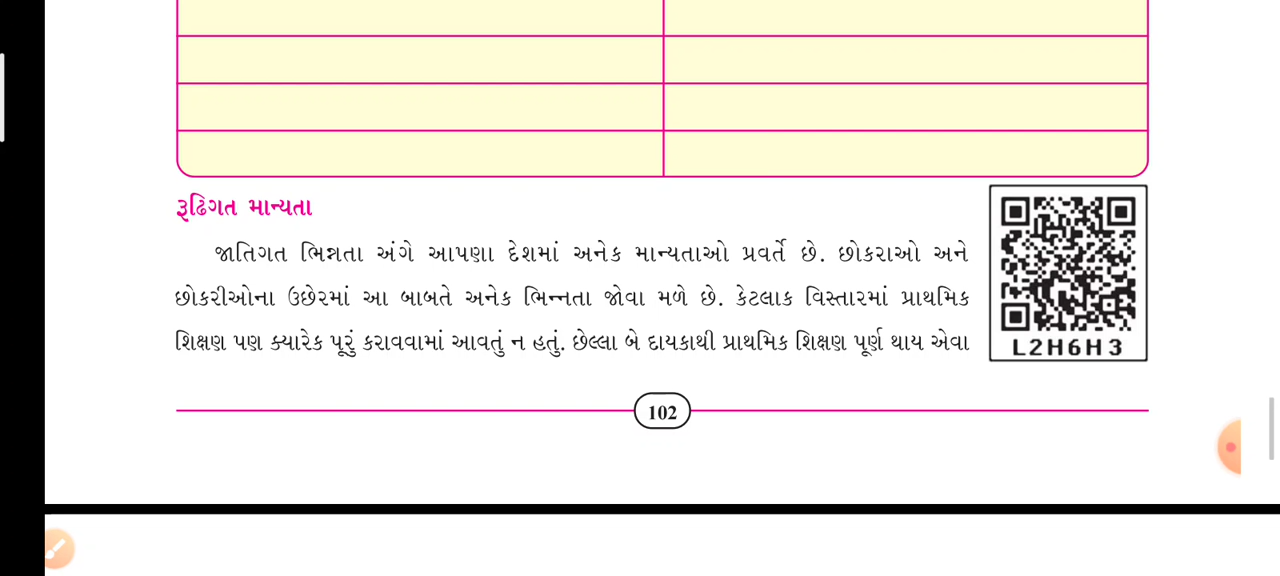 રૂઢિગત માન્યતા
જાતિગત ભિન્નતા અંગે આપણા દેશમાં અનેક માન્યતાઓ પ્રવર્તે છે. છોકરાઓ અને
છોકરીઓના ઉછેરમાં આ બાબતે અનેક ભિન્નતા જોવા મળે છે. કેટલાક વિસ્તારમાં પ્રાથમિક
શિક્ષણ પણ ક્યારેક પૂરું કરાવવામાં આવતું ન હતું. છેલ્લા બે દાયકાથી પ્રાથમિક શિક્ષણ પૂર્ણ થાય એવા
L2H6H3
102